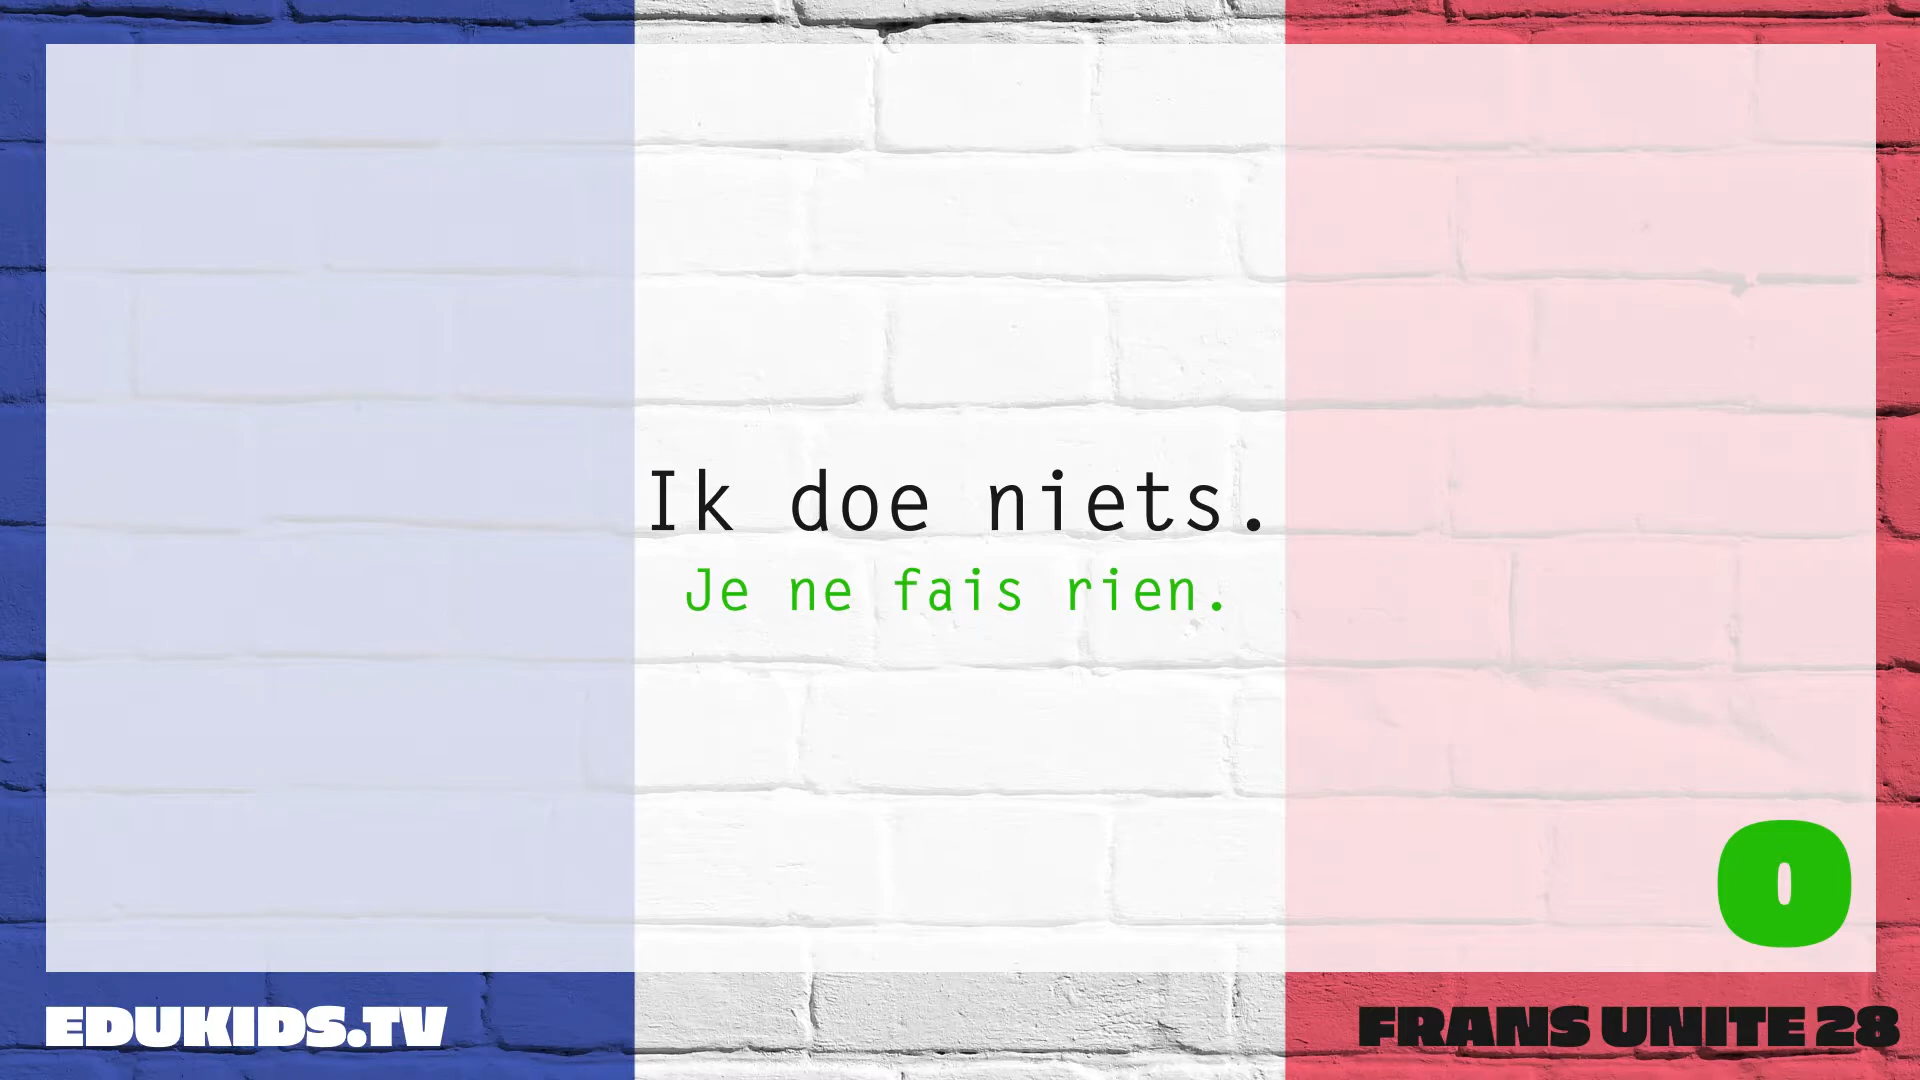 Ik doe niets.
Je ne fais rien.
0
EDUKIDS.TV
FRANS UNITE 28